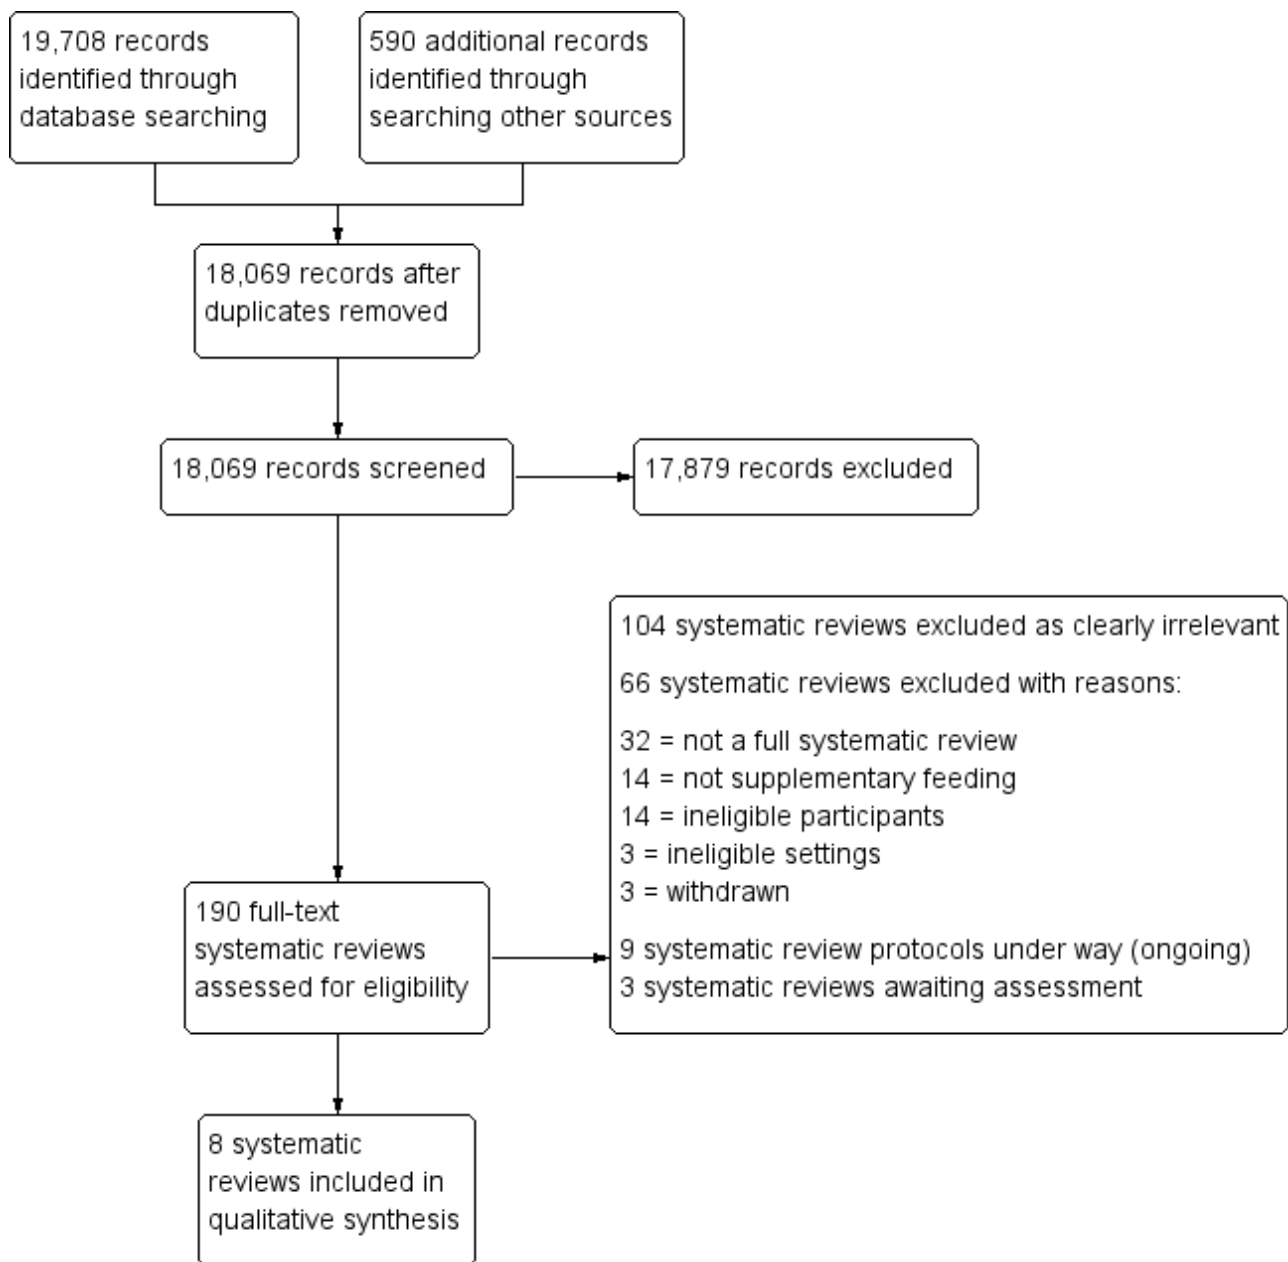 19,708 records
identified through
database searching
590 additional records
identified through
searching other sources
18,069 records after
duplicates removed
18,069 records screened
17,879 records excluded
104 systematic reviews excluded as clearly irrelevant
66 systematic reviews excluded with reasons:
32 = not a full systematic review
14 = not supplementary feeding
14 = ineligible participants
3 = ineligible settings
3 = withdrawn
9 systematic review protocols under way (ongoing)
3 systematic reviews awaiting assessment
190 full-text
systematic reviews
assessed for eligibility
8 systematic
reviews included in
qualitative synthesis